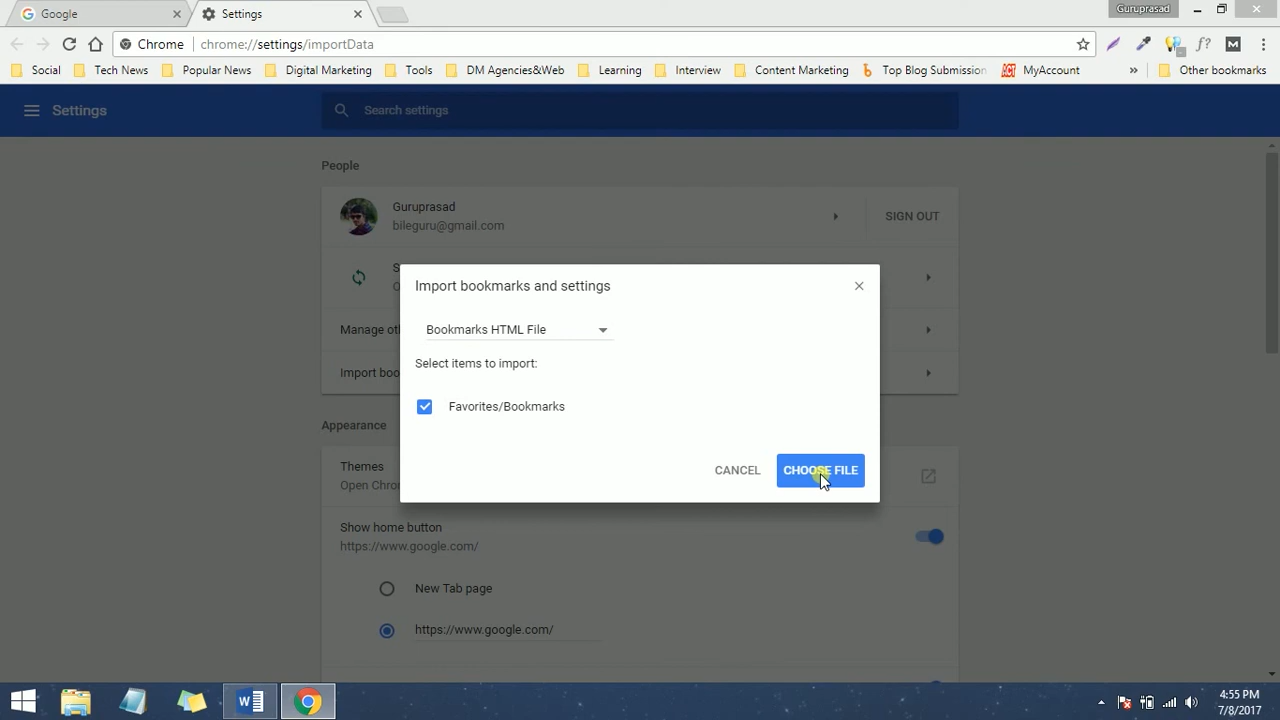 Google
Settings
Guruprasad
Chrome
chrome://settings/importData
Social
Tech News
Popular News
Digital Marketing
Tools
DM Agencies&Web
Learning
Interview
Content Marketing
Top Blog Submission
MyAccount
Other bookmarks
Settings
Search settings
People
Guruprasad
bileguru@gmail.com
SIGN OUT
Import bookmarks and settings
Bookmarks HTML File
Select items to import:
Favorites/Bookmarks
CANCEL
CHOOSE FILE
Manage
Import
Appearance
Themes
Open
Show home button
https://www.google.com/
New Tab page
https://www.google.com/
4:55 PM
7/8/2017